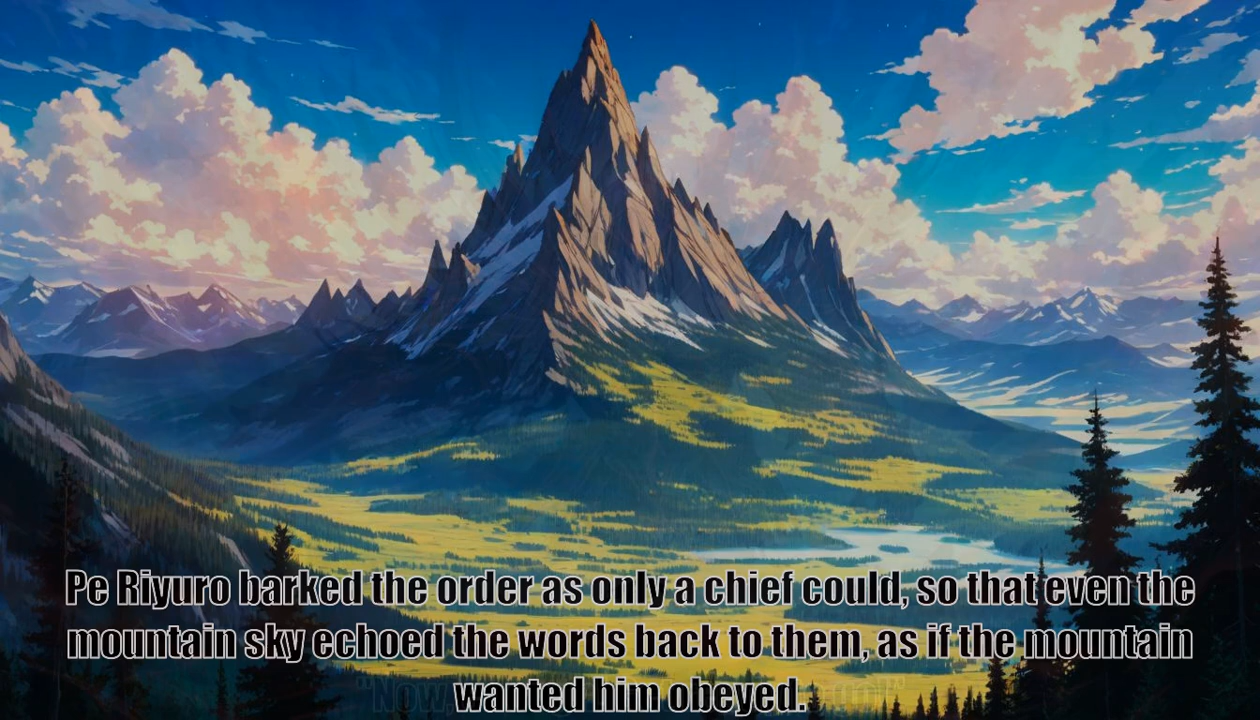 Pe Riyuro barked the order as only a chief could, so that even the
mountain sky echoed the words back to them, as if the mountain
wanted him obeyed.
"Now,